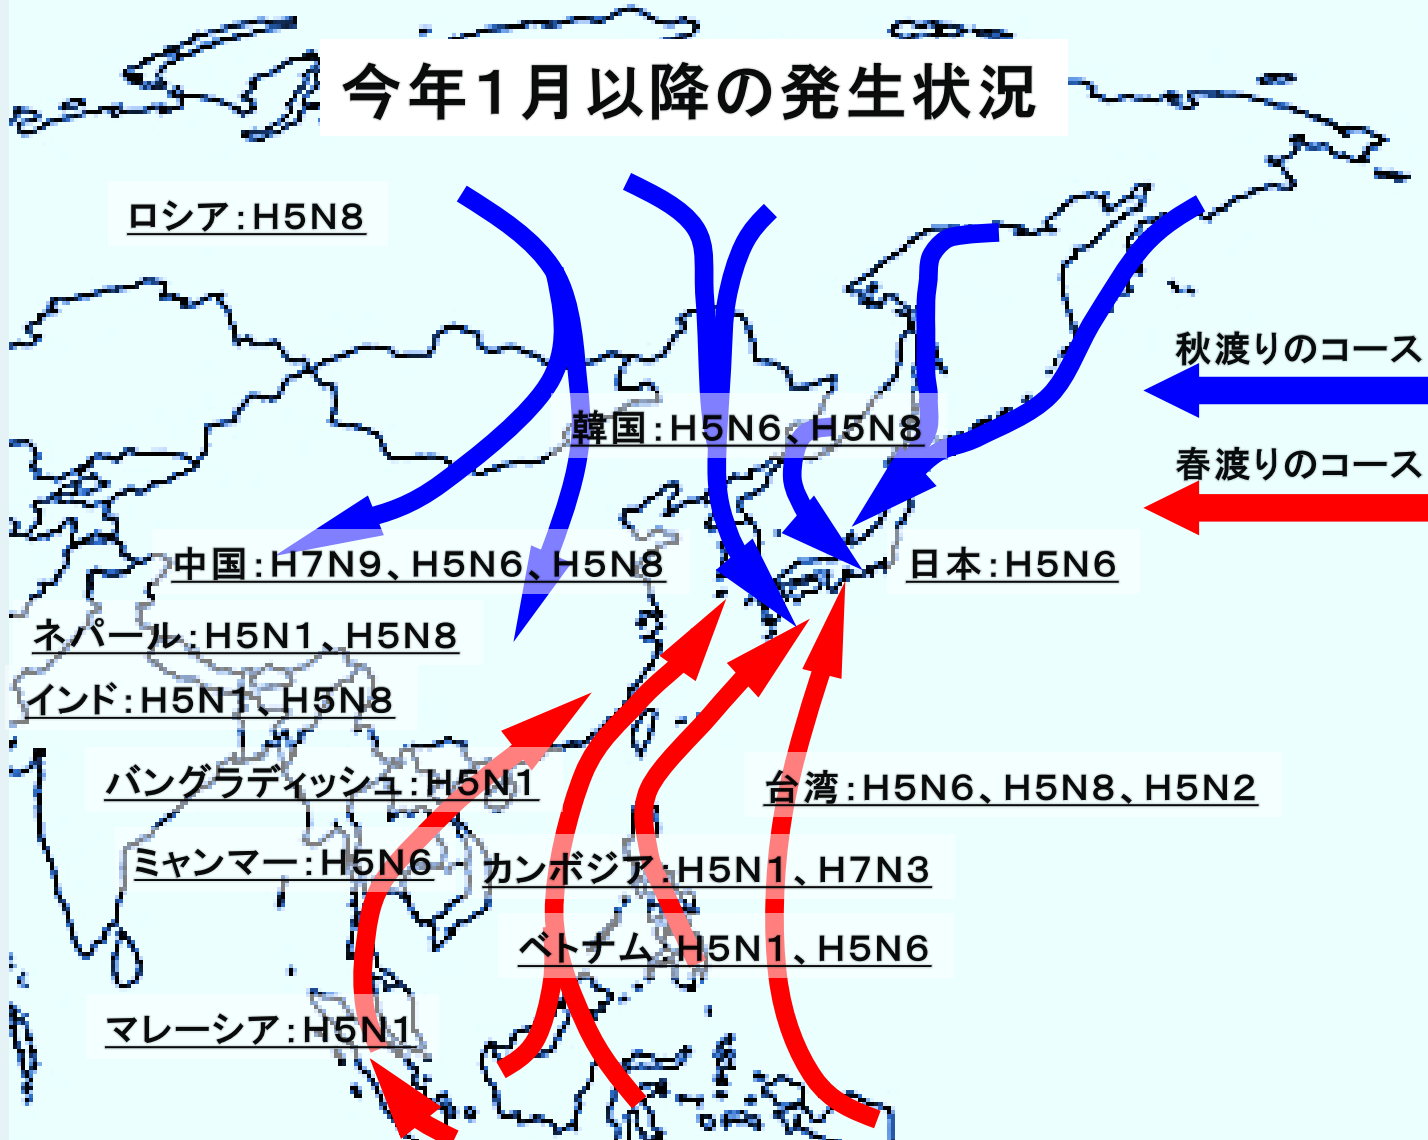 今年1月以降の発生状況
ロシア：H5N8
秋渡りのコース
韓国：H5N6、H5N8
春渡りのコース
中国：H7N9、H5N6、H5N8
日本：H5N6
ネパール：H5N1、H5N8
インド：H5N1、H5N8
バングラディッシュ：H5N1
台湾：H5N6、H5N8、H5N2
ミャンマー：H5N6
カンボジア：H5N1、H7N3
ベトナム：H5N1、H5N6
マレーシア：H5N1